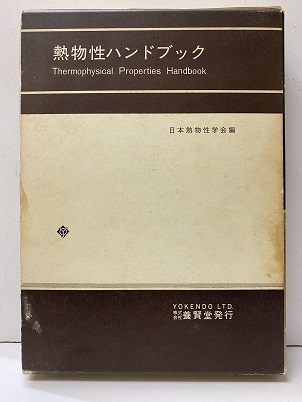 熱物性ハンドブック
Thermophysical Properties Handbook
日本熱物性学会編
YOKENDO LTD.
株式会社養賢堂発行